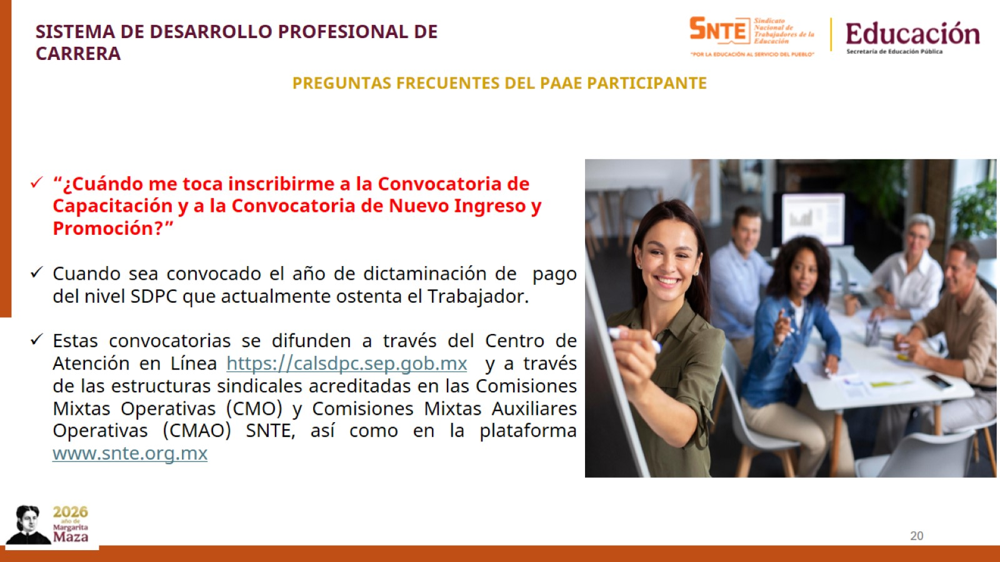 SISTEMA DE DESARROLLO PROFESIONAL DE
CARRERA
SNTE
Sindicato
Nacional de
Trabajadores de la
Educación
"POR LA EDUCACIÓN AL SERVICIO DEL PUEBLO"
Educación
Secretaría de Educación Pública
PREGUNTAS FRECUENTES DEL PAAE PARTICIPANTE
✓ “¿Cuándo me toca inscribirme a la Convocatoria de
Capacitación y a la Convocatoria de Nuevo Ingreso y
Promoción?”
✓ Cuando sea convocado el año de dictaminación de  pago
del nivel SDPC que actualmente ostenta el Trabajador.
✓ Estas convocatorias se difunden a través del Centro de
Atención en Línea https://calsdpc.sep.gob.mx  y a través
de las estructuras sindicales acreditadas en las Comisiones
Mixtas Operativas (CMO) y Comisiones Mixtas Auxiliares
Operativas (CMAO) SNTE, así como en la plataforma
www.snte.org.mx
2026
año de
Margarita
Maza
20